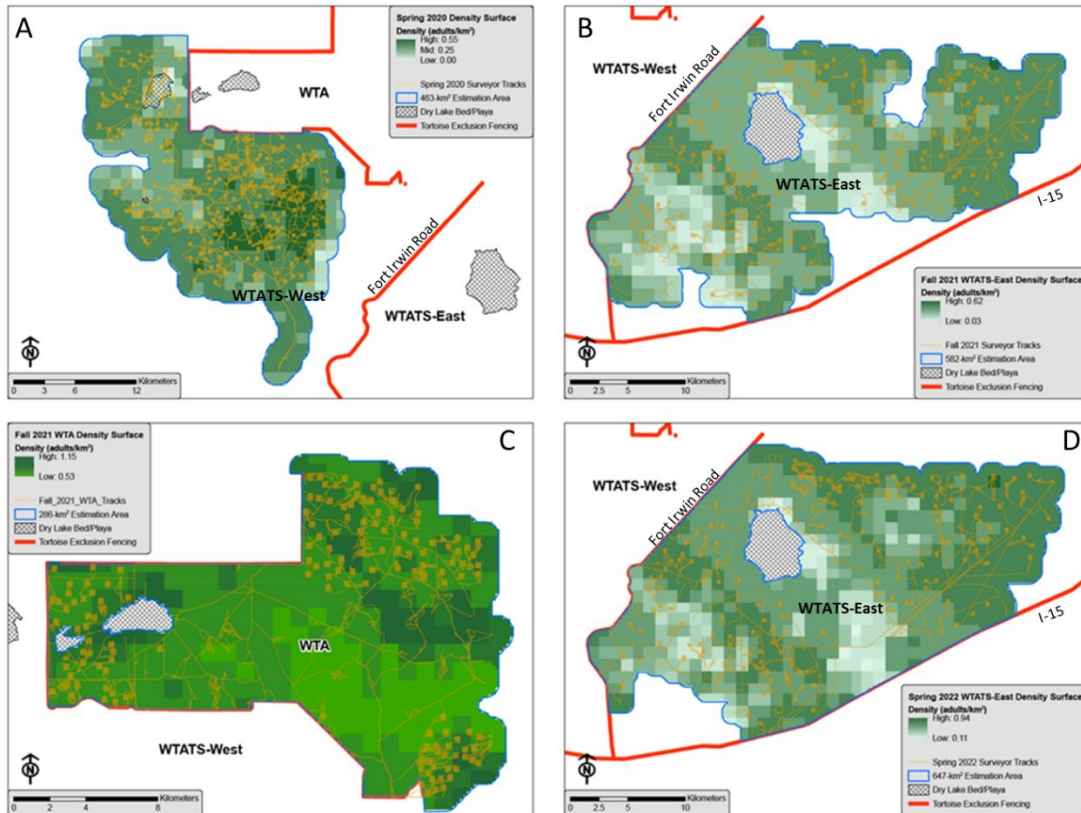 A
Spring 2020 Density Surface
Density (adults/km²)
High: 0.55
Mid: 0.25
Low: 0.00
Spring 2020 Surveyor Tracks
463-km² Estimation Area
Dry Lake Bed/Playa
Tortoise Exclusion Fencing
WTA
Fort Irwin Road
WTATS-West
WTATS-East
N
Kilometers
0 3 6 12
B
WTATS-West
Fort Irwin Road
WTATS-East
I-15
Fall 2021 WTATS-East Density Surface
Density (adults/km²)
High: 0.62
Low: 0.03
Fall 2021 Surveyor Tracks
582-km² Estimation Area
Dry Lake Bed/Playa
Tortoise Exclusion Fencing
N
Kilometers
0 2.5 5 10
C
Fall 2021 WTA Density Surface
Density (adults/km²)
High: 1.15
Low: 0.53
Fall_2021_WTA_Tracks
286-km² Estimation Area
Dry Lake Bed/Playa
Tortoise Exclusion Fencing
WTA
WTATS-West
N
Kilometers
0 2 4 8
D
WTATS-West
Fort Irwin Road
WTATS-East
I-15
Spring 2022 WTATS-East Density Surface
Density (adults/km²)
High: 0.94
Low: 0.11
Spring 2022 Surveyor Tracks
647-km² Estimation Area
Dry Lake Bed/Playa
Tortoise Exclusion Fencing
N
Kilometers
0 2.5 5 10